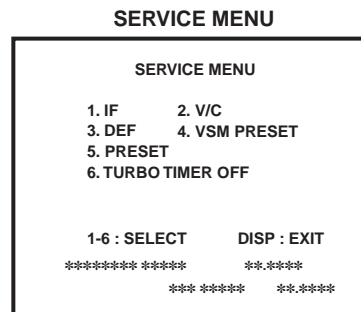 SERVICE MENU
SERVICE MENU
1. IF 2. V/C
3. DEF 4. VSM PRESET
5. PRESET
6. TURBO TIMER OFF
1-6 : SELECT DISP : EXIT
******** ***** **.****
*** ***** **.****